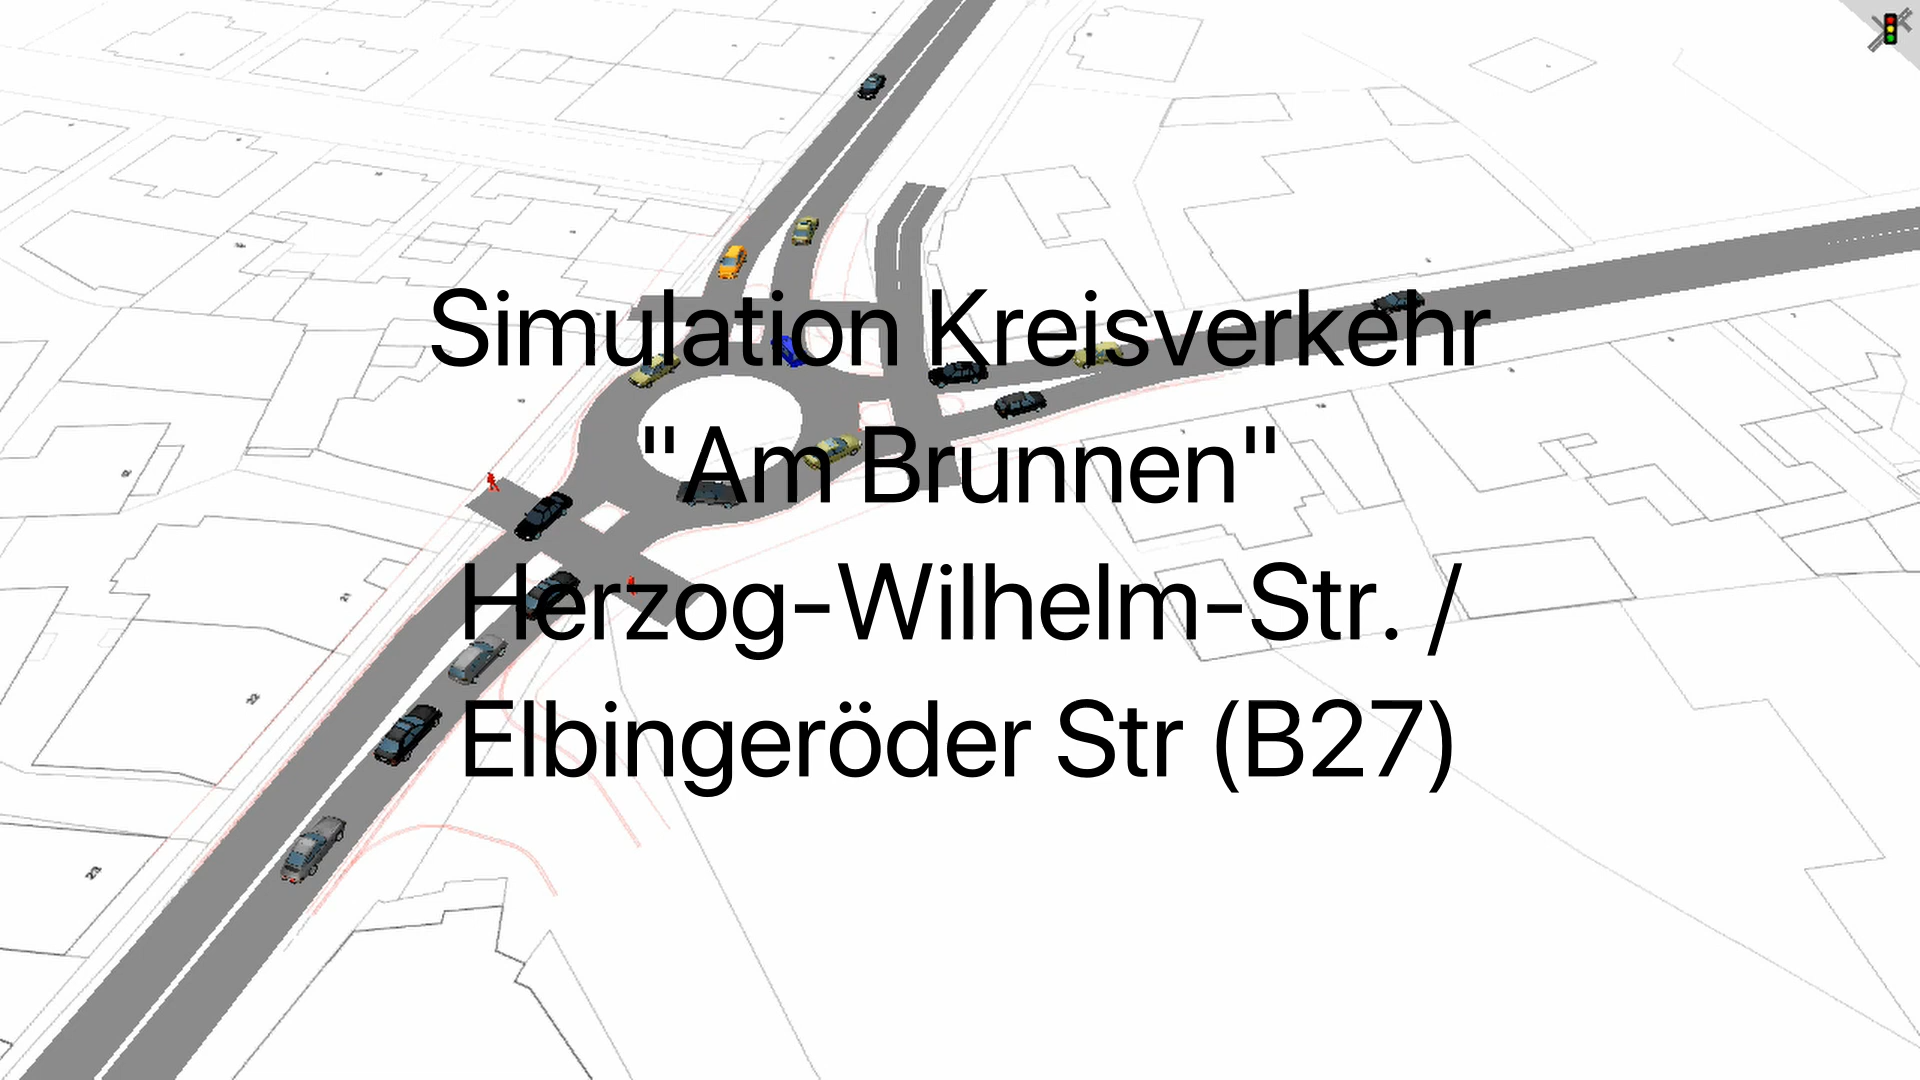 Simulation Kreisverkehr
"Am Brunnen"
Herzog-Wilhelm-Str. /
Elbingeröder Str (B27)